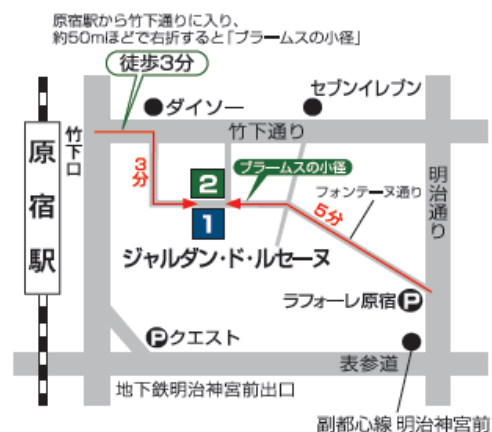 原宿駅から竹下通りに入り、
約50mほどで右折すると「ブラームスの小径」
徒歩3分
セブンイレブン
ダイソー
竹下口
竹下通り
原宿駅
3分
2
ブラームスの小径
明治通り
フォンテーヌ通り
5分
1
ジャルダン・ド・ルセーヌ
ラフォーレ原宿 P
P クエスト
表参道
地下鉄明治神宮前出口
副都心線 明治神宮前